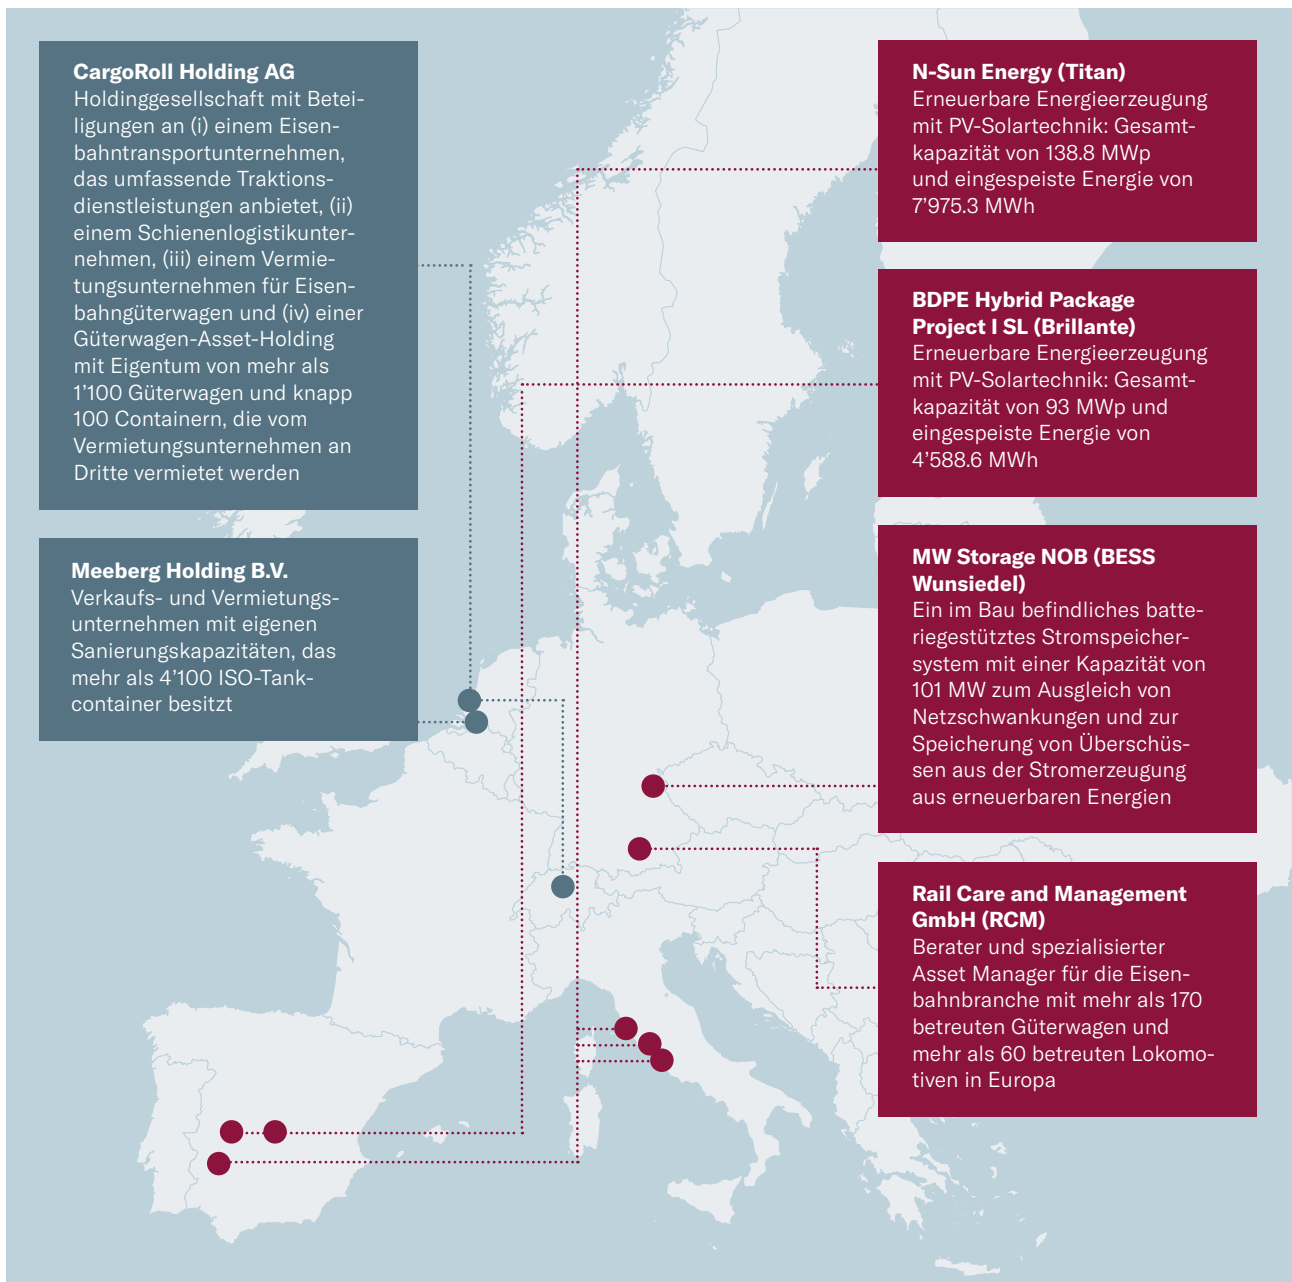 CargoRoll Holding AG
Holdinggesellschaft mit Betei-
ligungen an (i) einem Eisen-
bahntransportunternehmen,
das umfassende Traktions-
dienstleistungen anbietet, (ii)
einem Schienenlogistikunter-
nehmen, (iii) einem Vermie-
tungsunternehmen für Eisen-
bahngüterwagen und (iv) einer
Güterwagen-Asset-Holding
mit Eigentum von mehr als
1’100 Güterwagen und knapp
100 Containern, die vom
Vermietungsunternehmen an
Dritte vermietet werden
Meeberg Holding B.V.
Verkaufs- und Vermietungs-
unternehmen mit eigenen
Sanierungskapazitäten, das
mehr als 4’100 ISO-Tank-
container besitzt
N-Sun Energy (Titan)
Erneuerbare Energieerzeugung
mit PV-Solartechnik: Gesamt-
kapazität von 138.8 MWp
und eingespeiste Energie von
7’975.3 MWh
BDPE Hybrid Package
Project I SL (Brillante)
Erneuerbare Energieerzeugung
mit PV-Solartechnik: Gesamt-
kapazität von 93 MWp und
eingespeiste Energie von
4’588.6 MWh
MW Storage NOB (BESS
Wunsiedel)
Ein im Bau befindliches batte-
riegestütztes Stromspeicher-
system mit einer Kapazität von
101 MW zum Ausgleich von
Netzschwankungen und zur
Speicherung von Überschüs-
sen aus der Stromerzeugung
aus erneuerbaren Energien
Rail Care and Management
GmbH (RCM)
Berater und spezialisierter
Asset Manager für die Eisen-
bahnbranche mit mehr als 170
betreuten Güterwagen und
mehr als 60 betreuten Lokomo-
tiven in Europa